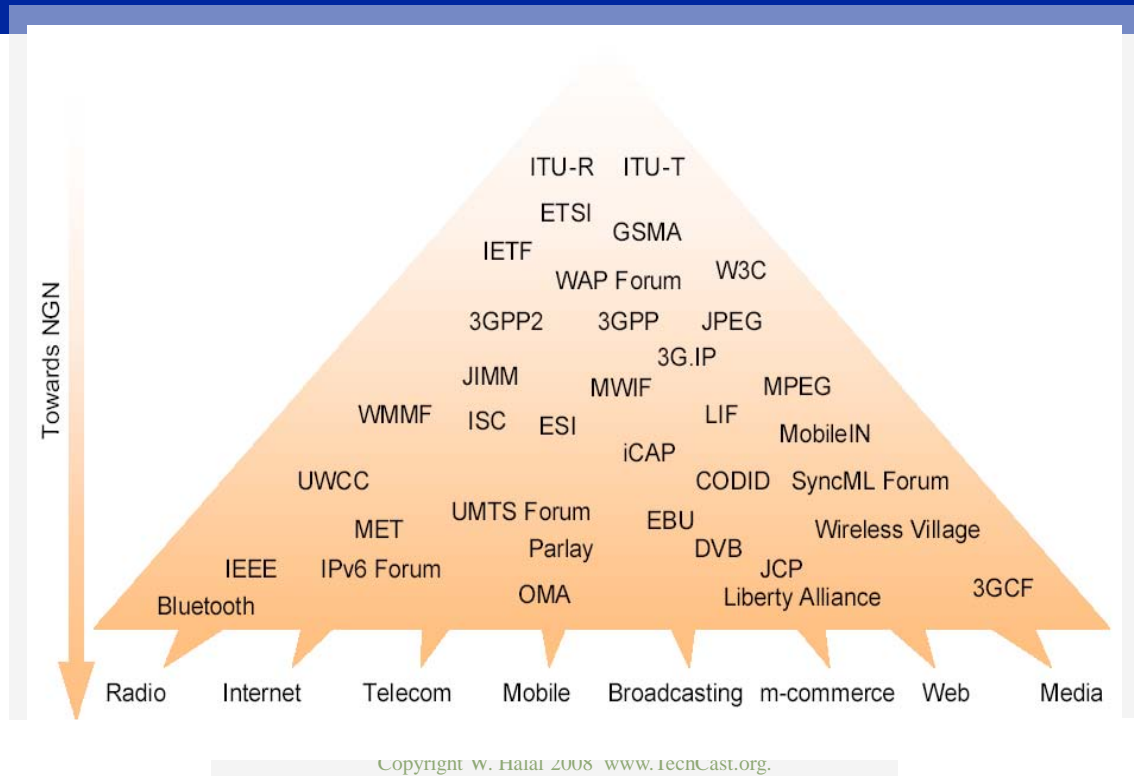 ITU-R ITU-T
ETSI
GSMA
IETF
W3C
WAP Forum
3GPP2 3GPP JPEG
3G.IP
JIMM
MWIF MPEG
WMMF
ISC
ESI
LIF
MobileIN
iCAP
UWCC
CODID SyncML Forum
UMTS Forum
EBU
MET
Wireless Village
Parlay
DVB
IEEE IPv6 Forum
JCP
3GCF
OMA
Liberty Alliance
Bluetooth
Towards NGN
Radio Internet Telecom Mobile Broadcasting m-commerce Web Media
Copyright W. Halal 2008 www.TechCast.org.